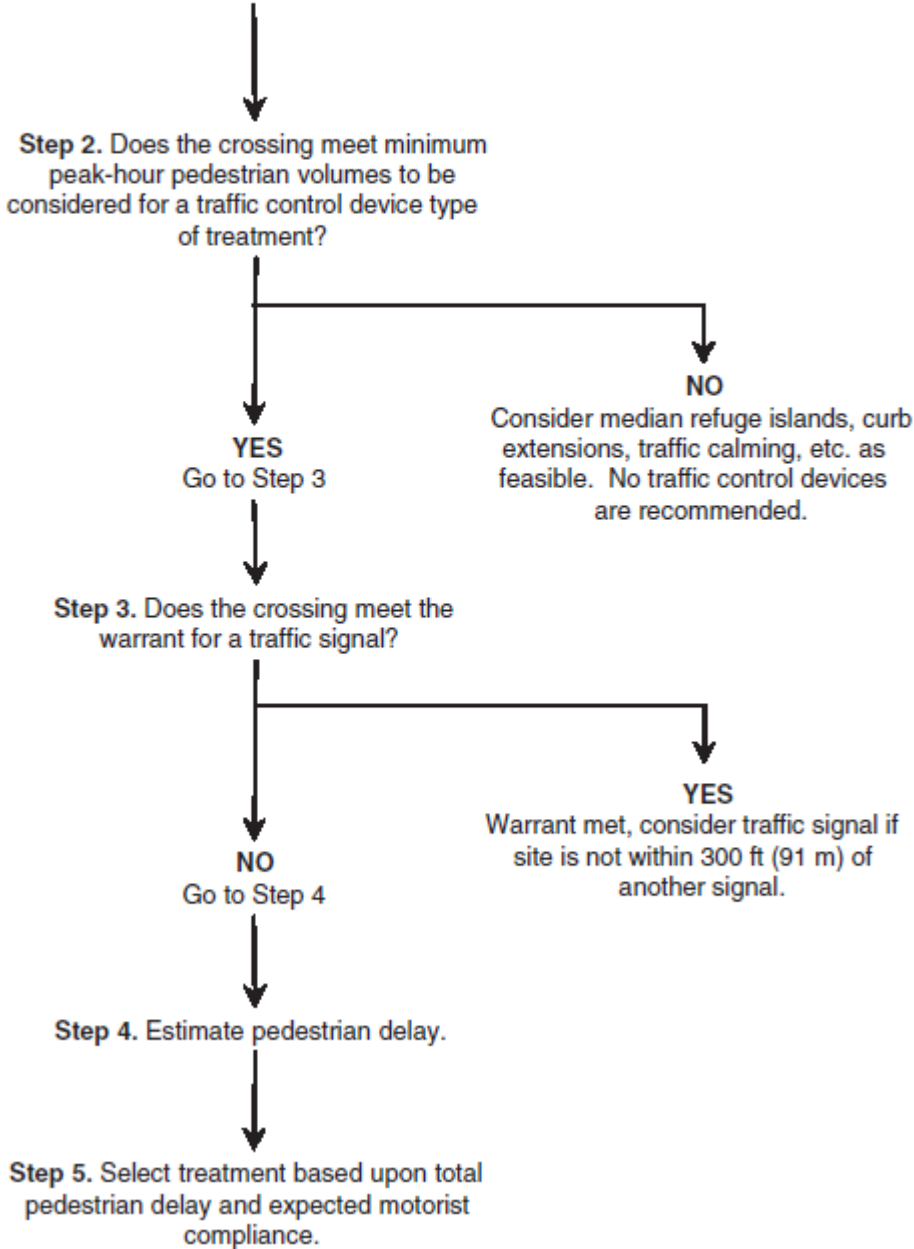 Step 2. Does the crossing meet minimum
peak-hour pedestrian volumes to be
considered for a traffic control device type
of treatment?
NO
Consider median refuge islands, curb
extensions, traffic calming, etc. as
feasible. No traffic control devices
are recommended.
YES
Go to Step 3
Step 3. Does the crossing meet the
warrant for a traffic signal?
YES
Warrant met, consider traffic signal if
site is not within 300 ft (91 m) of
another signal.
NO
Go to Step 4
Step 4. Estimate pedestrian delay.
Step 5. Select treatment based upon total
pedestrian delay and expected motorist
compliance.